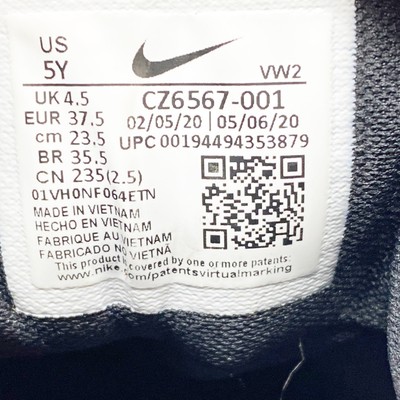 US
5Y
VW2
UK 4.5
CZ6567-001
EUR 37.5
02/05/20 | 05/06/20
cm 23.5
UPC 00194494353879
BR 35.5
CN 235(2.5)
01VH0NF064ETN
MADE IN VIETNAM
HECHO EN VIETNAM
FABRIQUE AU VIETNAM
FABRICADO NO VIETNÃ
This product is covered by one or more patents:
www.nike.com/patentsvirtualmarking